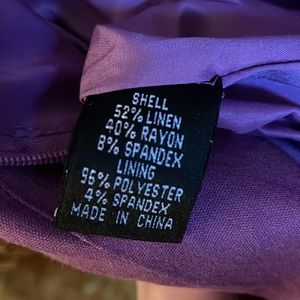 SHELL
52% LINEN
40% RAYON
8% SPANDEX
LINING
95% POLYESTER
4% SPANDEX
MADE IN CHINA